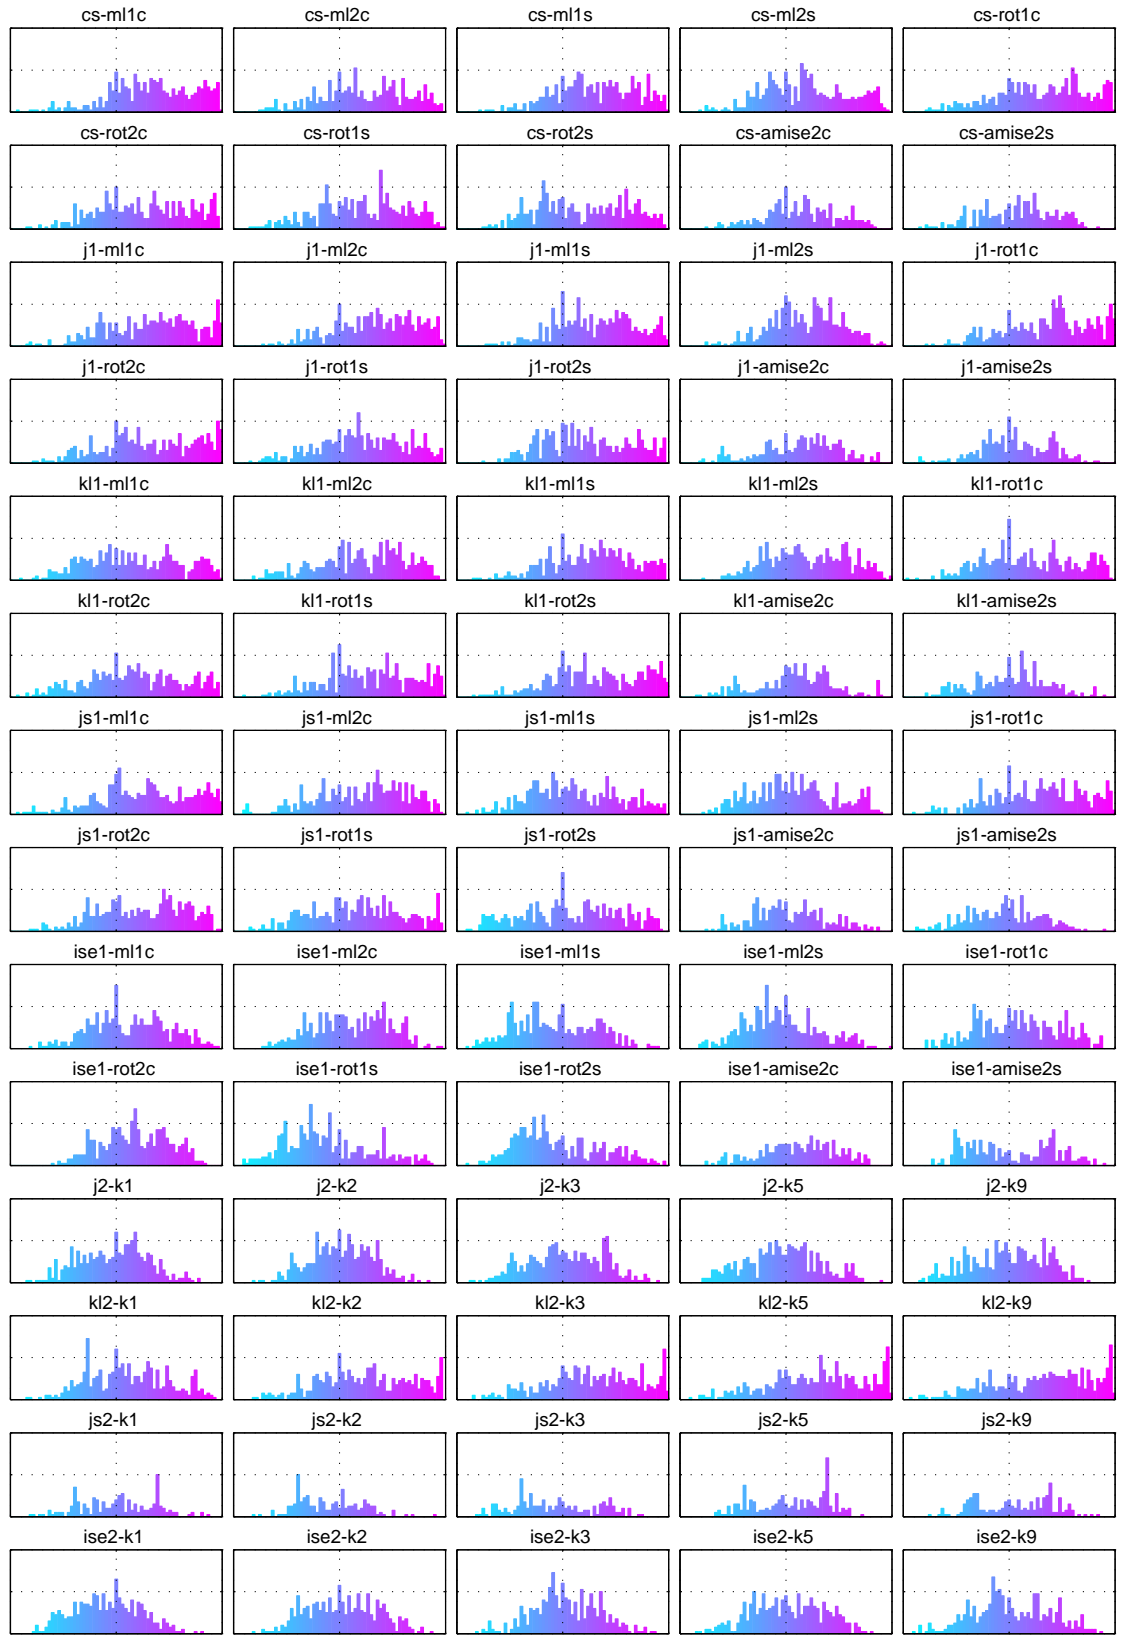 cs-ml1c cs-ml2c cs-ml1s cs-ml2s cs-rot1c
cs-rot2c cs-rot1s cs-rot2s cs-amise2c cs-amise2s
j1-ml1c j1-ml2c j1-ml1s j1-ml2s j1-rot1c
j1-rot2c j1-rot1s j1-rot2s j1-amise2c j1-amise2s
kl1-ml1c kl1-ml2c kl1-ml1s kl1-ml2s kl1-rot1c
kl1-rot2c kl1-rot1s kl1-rot2s kl1-amise2c kl1-amise2s
js1-ml1c js1-ml2c js1-ml1s js1-ml2s js1-rot1c
js1-rot2c js1-rot1s js1-rot2s js1-amise2c js1-amise2s
ise1-ml1c ise1-ml2c ise1-ml1s ise1-ml2s ise1-rot1c
ise1-rot2c ise1-rot1s ise1-rot2s ise1-amise2c ise1-amise2s
j2-k1 j2-k2 j2-k3 j2-k5 j2-k9
kl2-k1 kl2-k2 kl2-k3 kl2-k5 kl2-k9
js2-k1 js2-k2 js2-k3 js2-k5 js2-k9
ise2-k1 ise2-k2 ise2-k3 ise2-k5 ise2-k9